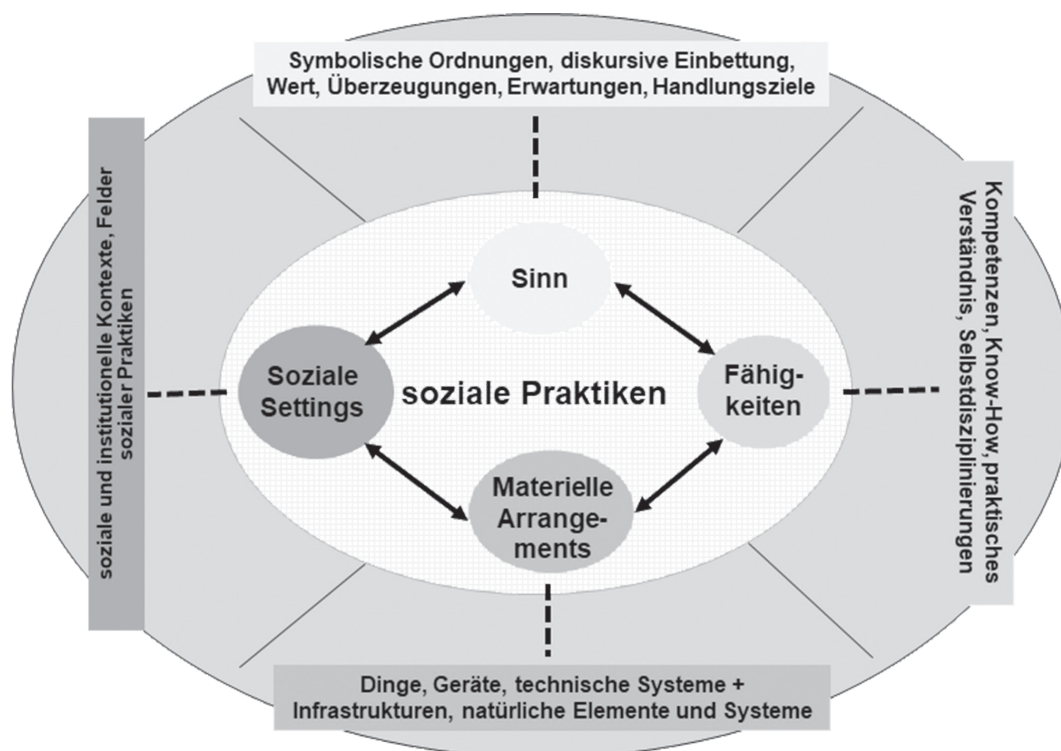 Symbolische Ordnungen, diskursive Einbettung,
Wert, Überzeugungen, Erwartungen, Handlungsziele
soziale und institutionelle Kontexte, Felder
sozialer Praktiken
Sinn
Soziale
Settings
soziale Praktiken
Fähig-
keiten
Materielle
Arrange-
ments
Kompetenzen, Know-How, praktisches
Verständnis, Selbstdisziplinierungen
Dinge, Geräte, technische Systeme +
Infrastrukturen, natürliche Elemente und Systeme